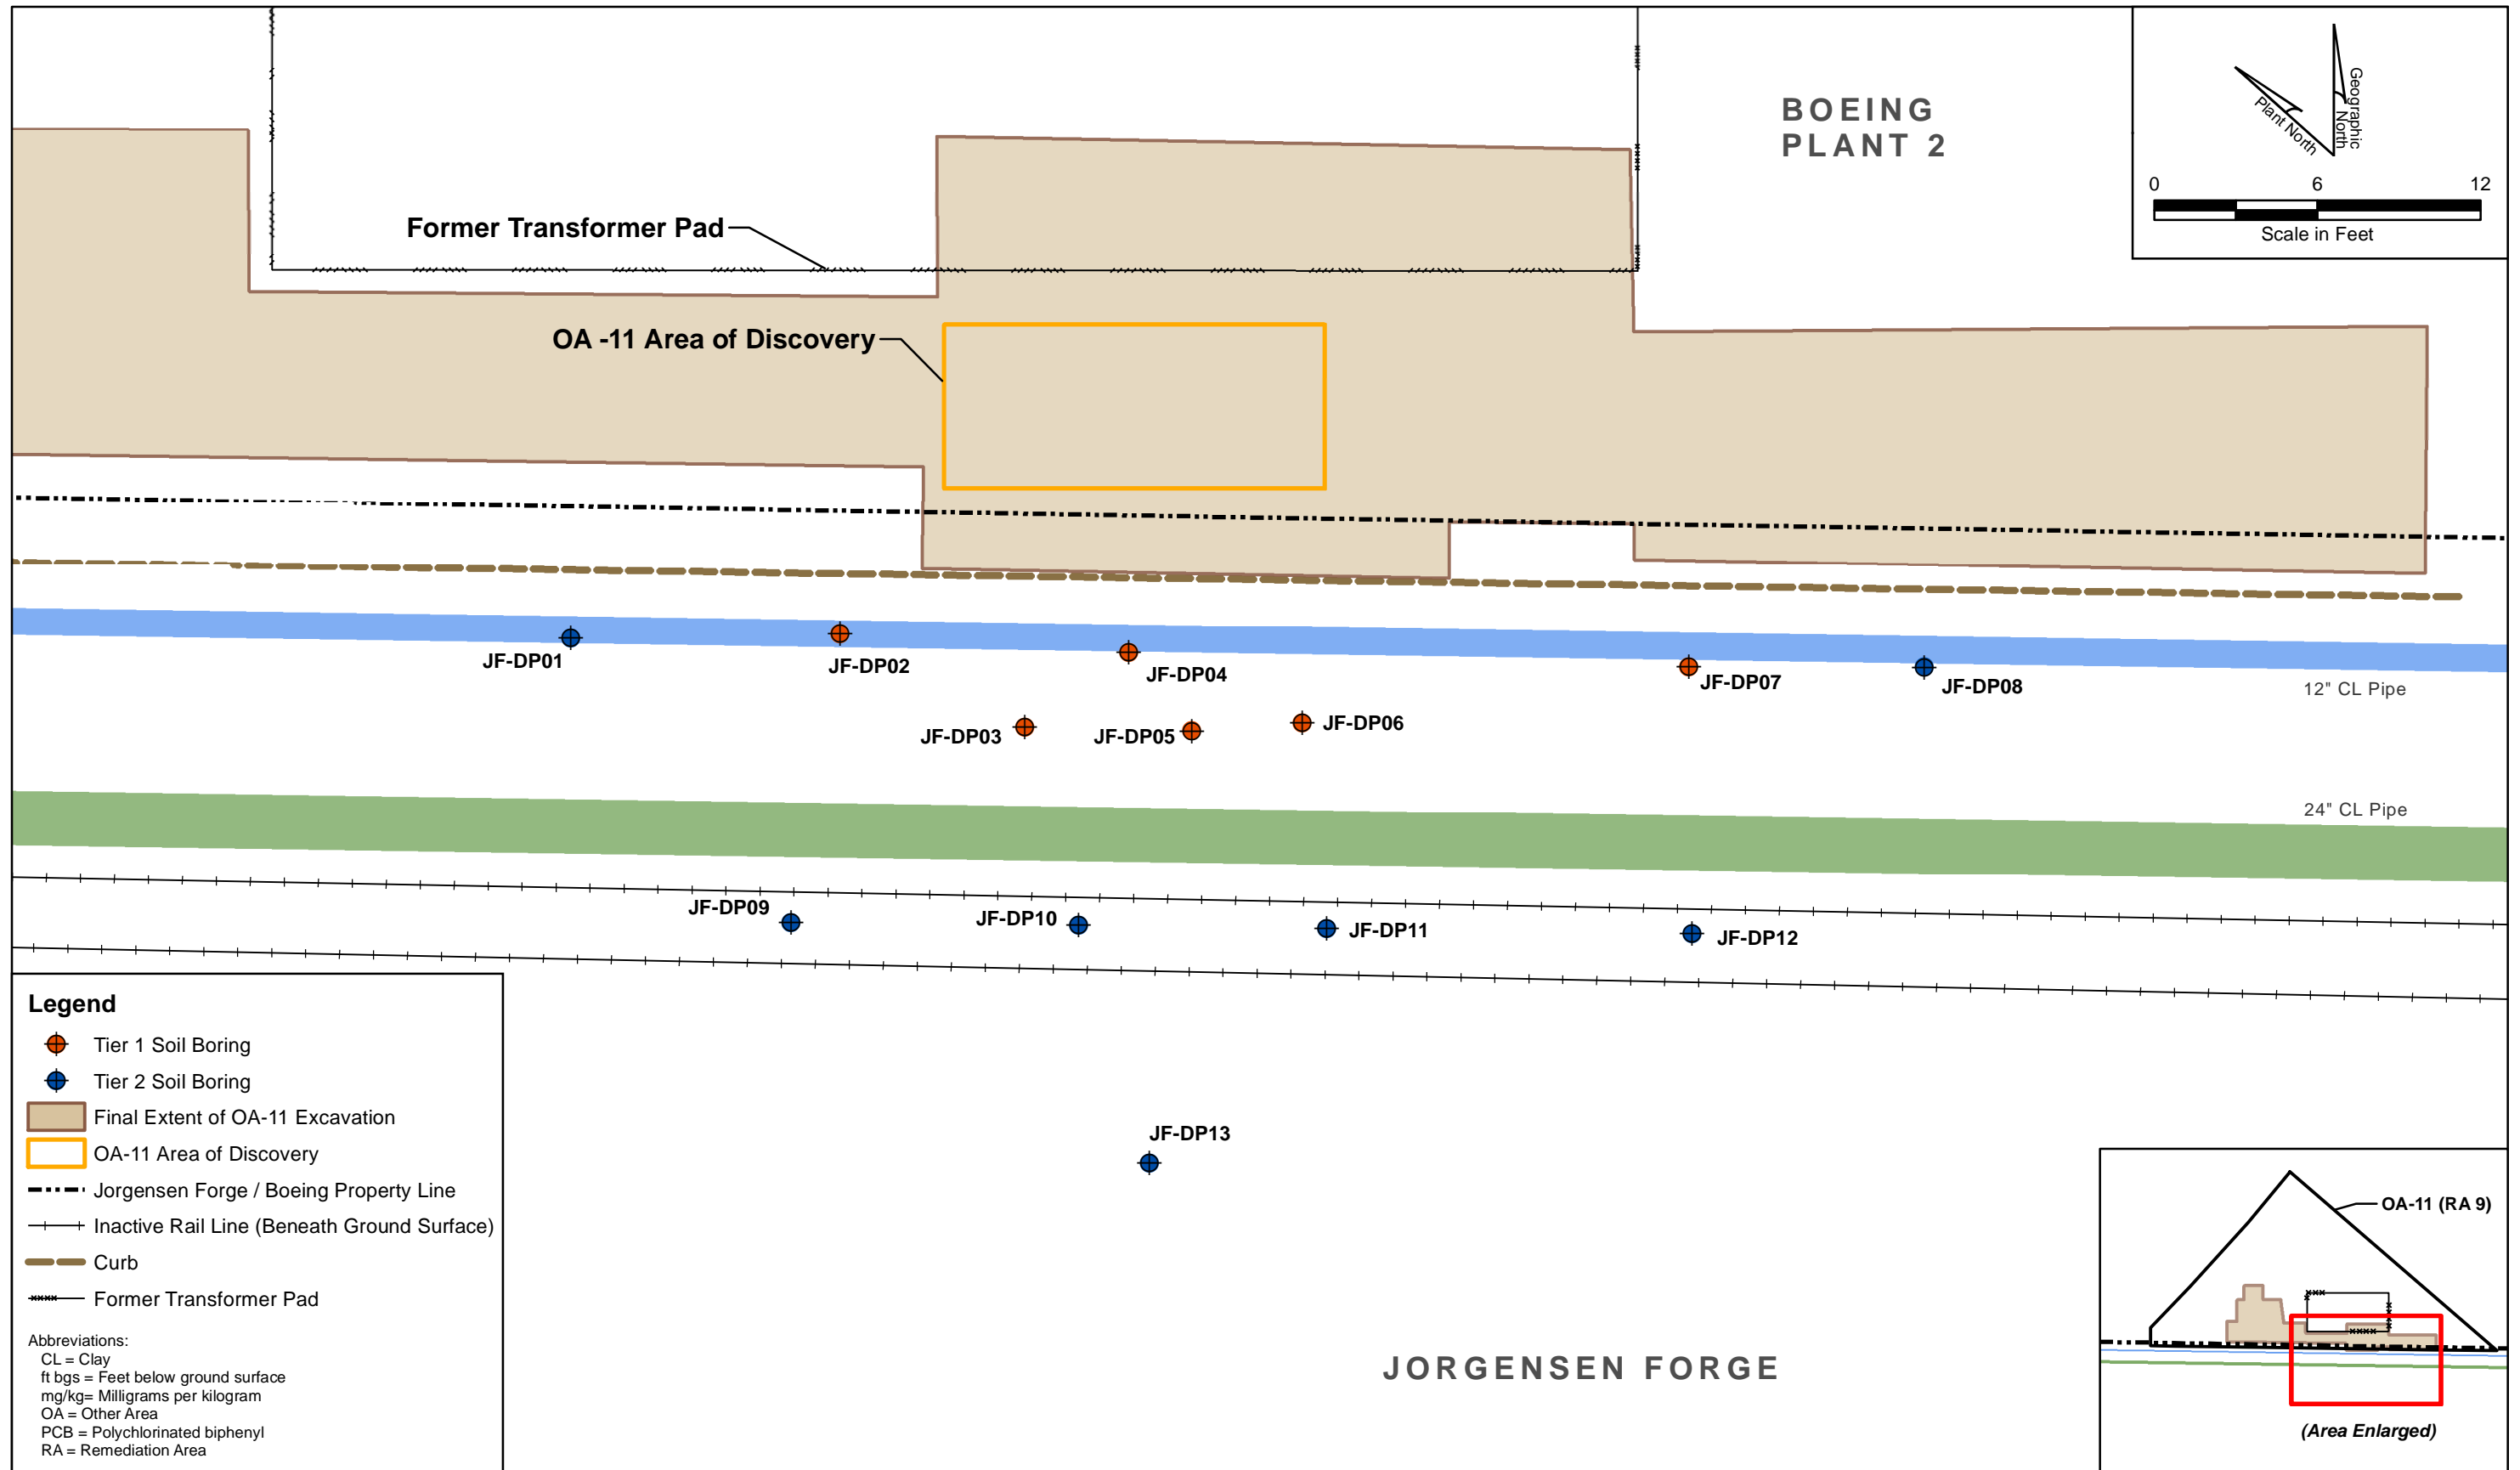 BOEING
PLANT 2
Plant North
Geographic
North
0 6 12
Scale in Feet
Former Transformer Pad
OA -11 Area of Discovery
JF-DP01
JF-DP02
JF-DP04
JF-DP07
JF-DP08
12" CL Pipe
JF-DP03
JF-DP05
JF-DP06
24" CL Pipe
JF-DP09
JF-DP10
JF-DP11
JF-DP12
JF-DP13
JORGENSEN FORGE
Legend
Tier 1 Soil Boring
Tier 2 Soil Boring
Final Extent of OA-11 Excavation
OA-11 Area of Discovery
Jorgensen Forge / Boeing Property Line
Inactive Rail Line (Beneath Ground Surface)
Curb
Former Transformer Pad
Abbreviations:
CL = Clay
ft bgs = Feet below ground surface
mg/kg= Milligrams per kilogram
OA = Other Area
PCB = Polychlorinated biphenyl
RA = Remediation Area
OA-11 (RA 9)
(Area Enlarged)